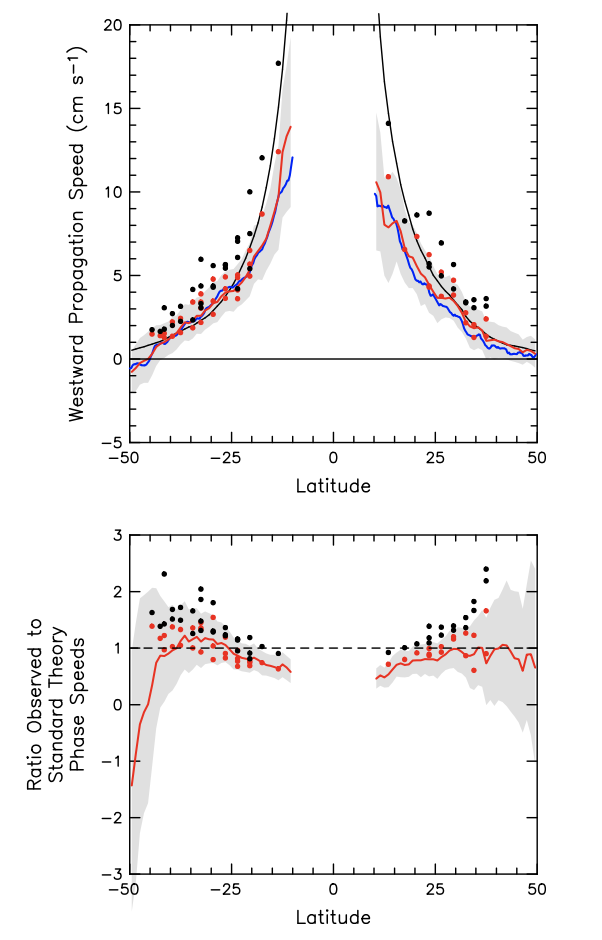 20
15
10
5
0
−5
Westward Propagation Speed (cm s−1)
−50 −25 0 25 50
Latitude
3
2
1
0
−1
−2
−3
Ratio Observed to
Standard Theory
Phase Speeds
−50 −25 0 25 50
Latitude